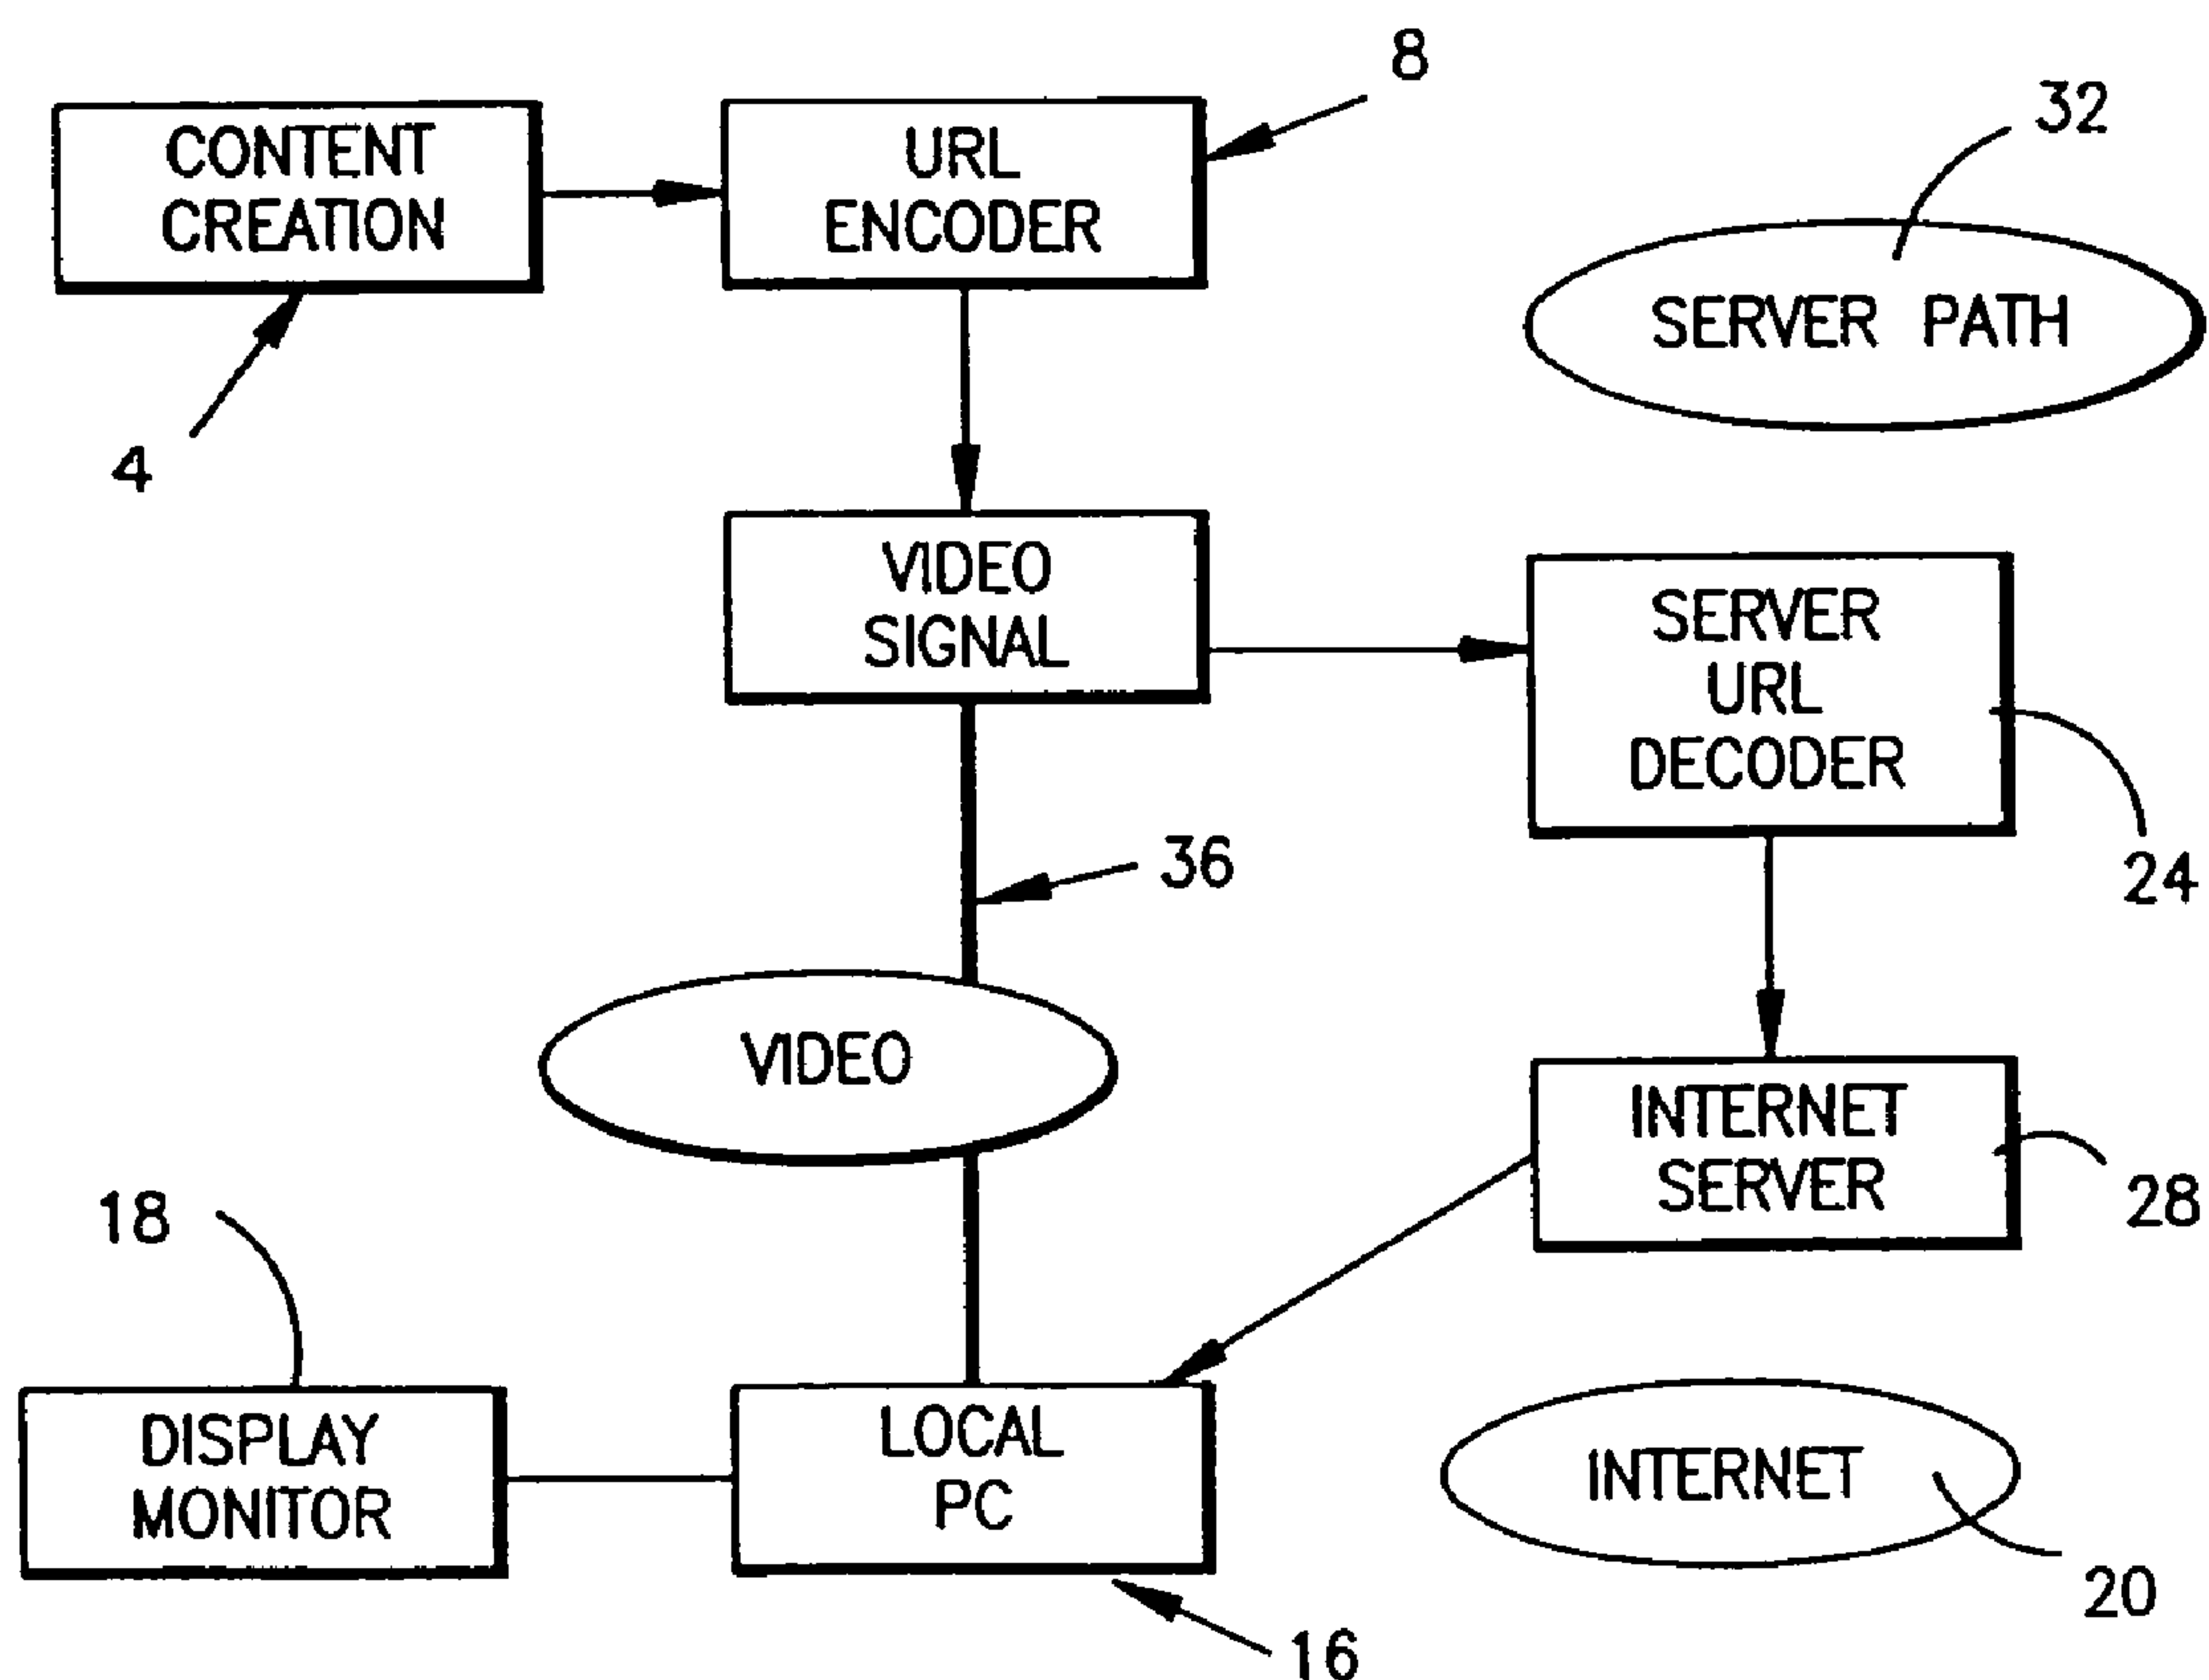 8
32
CONTENT
CREATION
URL
ENCODER
SERVER PATH
4
VIDEO
SIGNAL
SERVER
URL
DECODER
36
24
VIDEO
INTERNET
SERVER
18
28
DISPLAY
MONITOR
LOCAL
PC
INTERNET
20
16